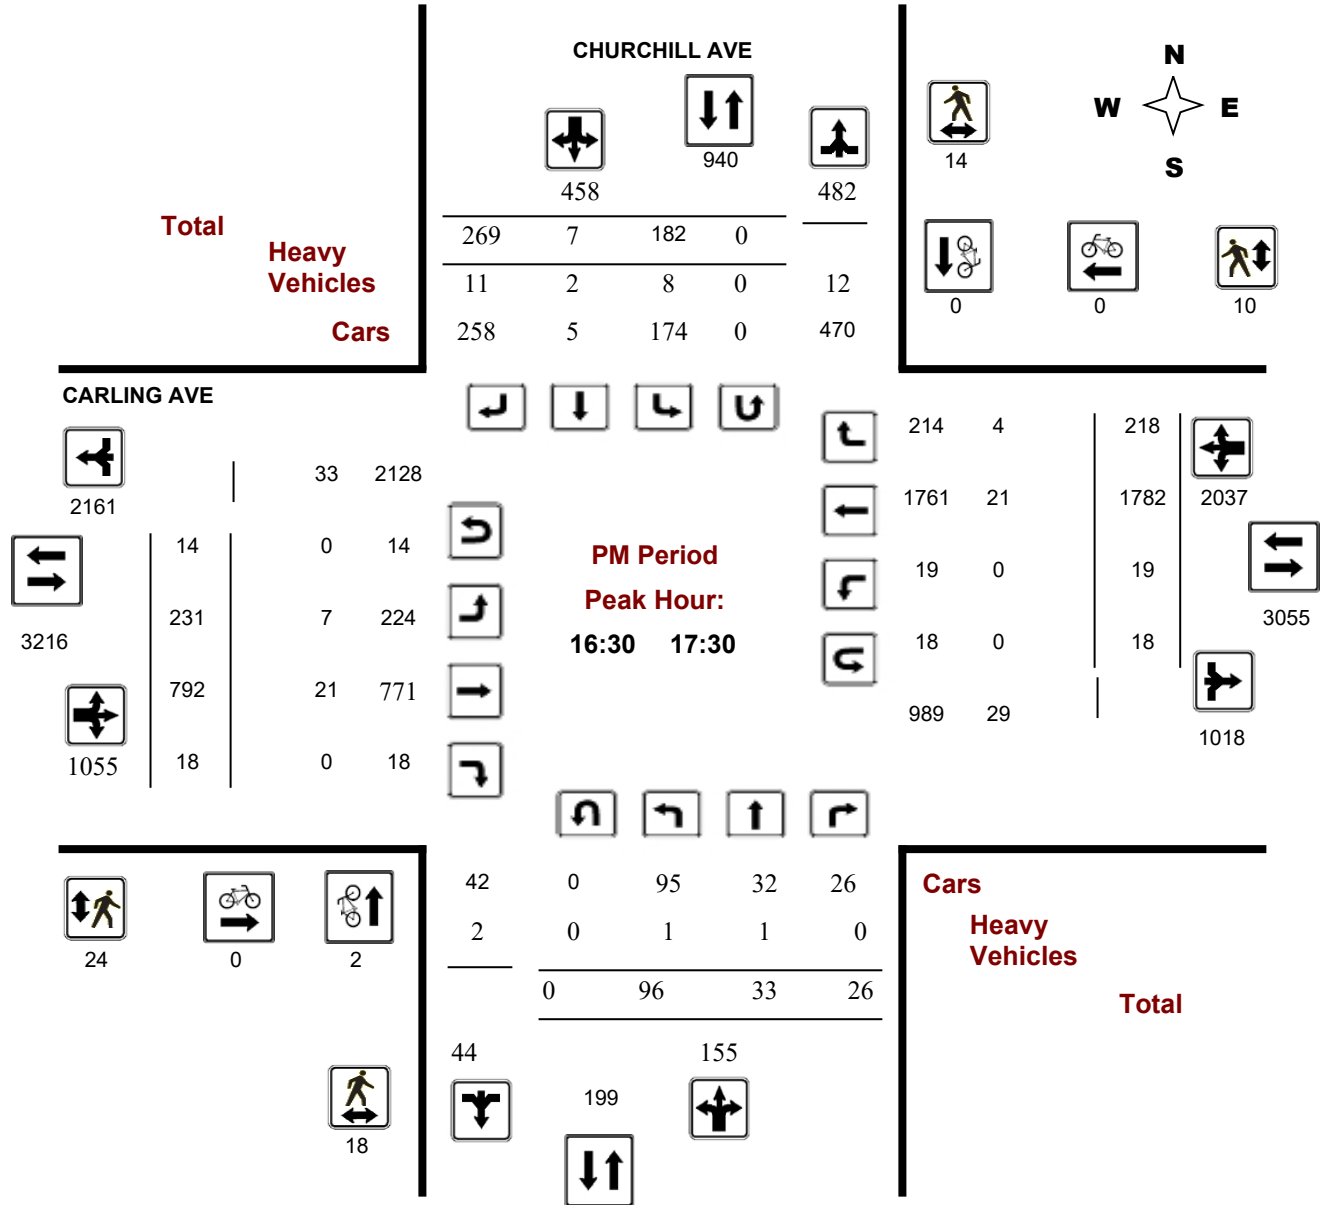 CHURCHILL AVE
N
W E
S
940
14
458
482
Total
269 7 182 0
Heavy
Vehicles
11 2 8 0 12
0 0 10
Cars
258 5 174 0 470
CARLING AVE
214 4 218
33 2128
2161
1761 21 1782 2037
14 0 14
PM Period
19 0 19
Peak Hour:
231 7 224
3055
3216
16:30 17:30
18 0 18
792 21 771
989 29
1018
1055 18 0 18
42 0 95 32 26
Cars
2 0 1 1 0
Heavy
Vehicles
24 0 2
0 96 33 26
Total
44 155
199
18